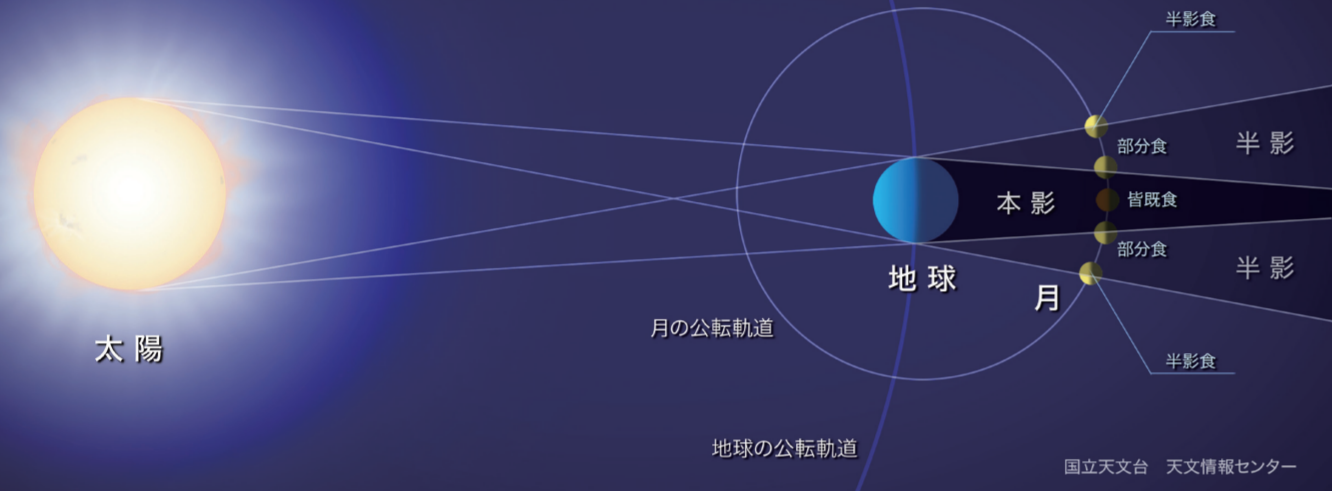 半影食
半影
部分食
皆既食
本影
部分食
半影
地球
月
月の公転軌道
太陽
半影食
地球の公転軌道
国立天文台　天文情報センター